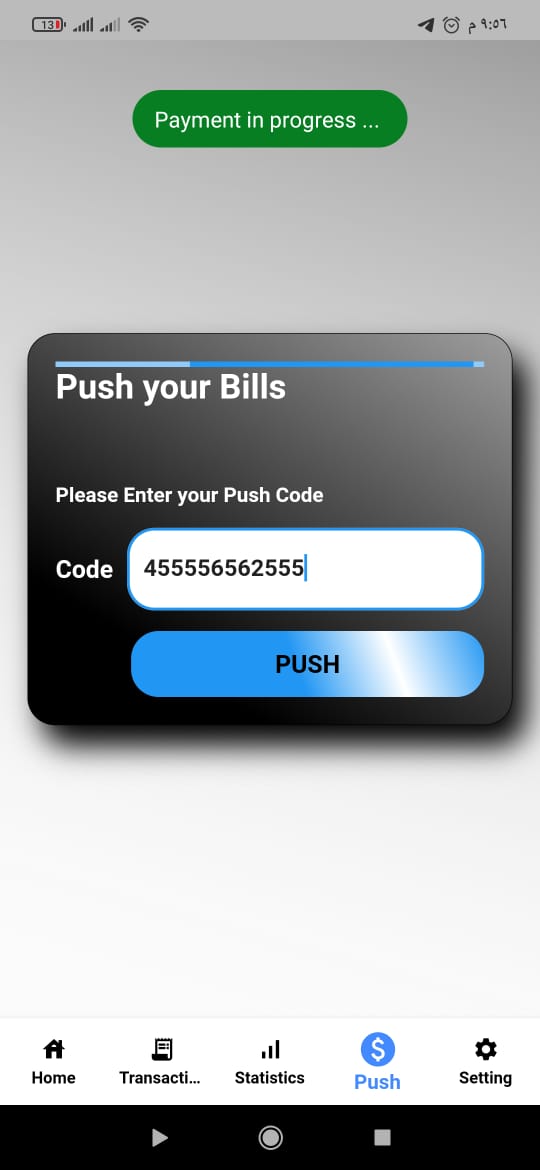 13
٩:٥٦ م
Payment in progress ...
Push your Bills
Please Enter your Push Code
Code
455556562555
PUSH
Home
Transacti...
Statistics
Push
Setting